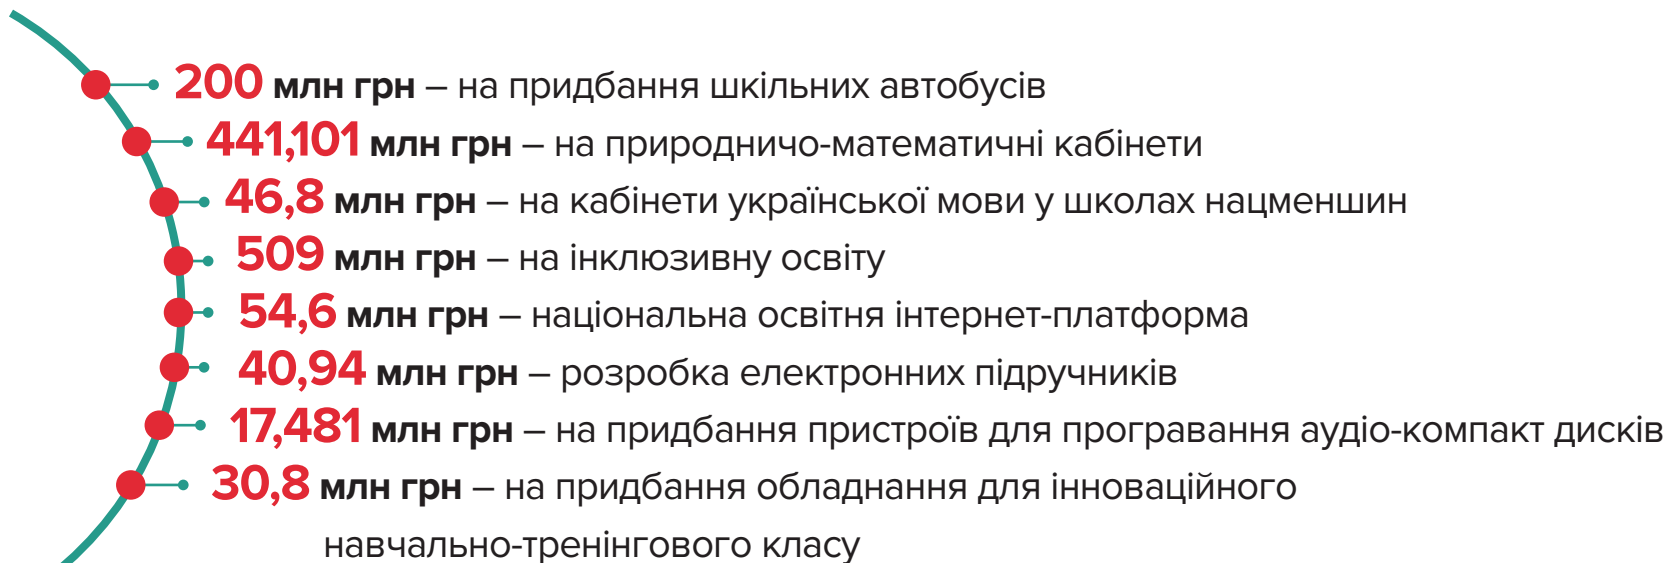 200 млн грн – на придбання шкільних автобусів
441,101 млн грн – на природничо-математичні кабінети
46,8 млн грн – на кабінети української мови у школах нацменшин
509 млн грн – на інклюзивну освіту
54,6 млн грн – національна освітня інтернет-платформа
40,94 млн грн – розробка електронних підручників
17,481 млн грн – на придбання пристроїв для програвання аудіо-компакт дисків
30,8 млн грн – на придбання обладнання для інноваційного
навчально-тренінгового класу